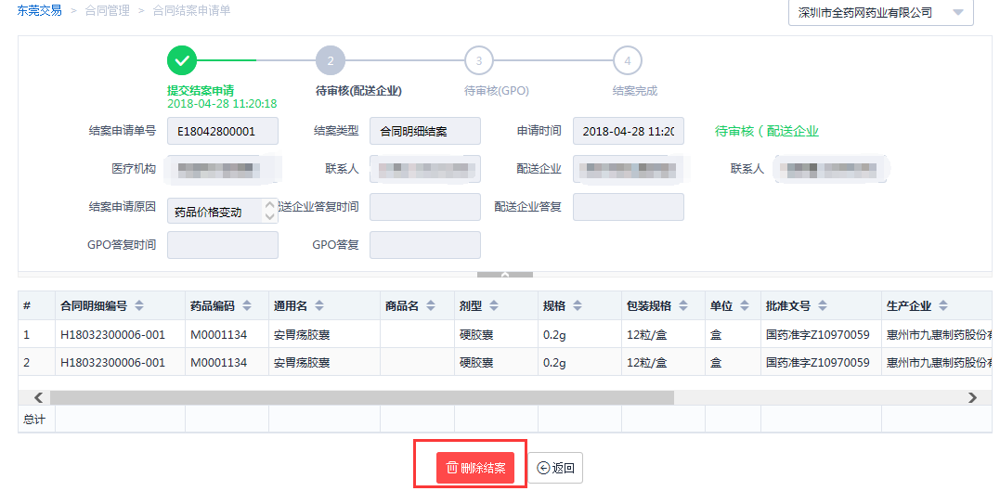 东莞交易 > 合同管理 > 合同结案申请单
深圳市全药网药业有限公司
2 3 4
提交结案申请 待审核(配送企业) 待审核(GPO) 结案完成
2018-04-28 11:20:18
结案申请单号 E18042800001 结案类型 合同明细结案 申请时间 2018-04-28 11:20 待审核（配送企业
医疗机构 联系人 配送企业 联系人
结案申请原因 药品价格变动 送企业答复时间 配送企业答复
GPO答复时间 GPO答复
# 合同明细编号 药品编码 通用名 商品名 剂型 规格 包装规格 单位 批准文号 生产企业
1 H18032300006-001 M0001134 安胃疡胶囊 硬胶囊 0.2g 12粒/盒 盒 国药准字Z10970059 惠州市九惠制药股份
2 H18032300006-001 M0001134 安胃疡胶囊 硬胶囊 0.2g 12粒/盒 盒 国药准字Z10970059 惠州市九惠制药股份
总计
删除结案 返回